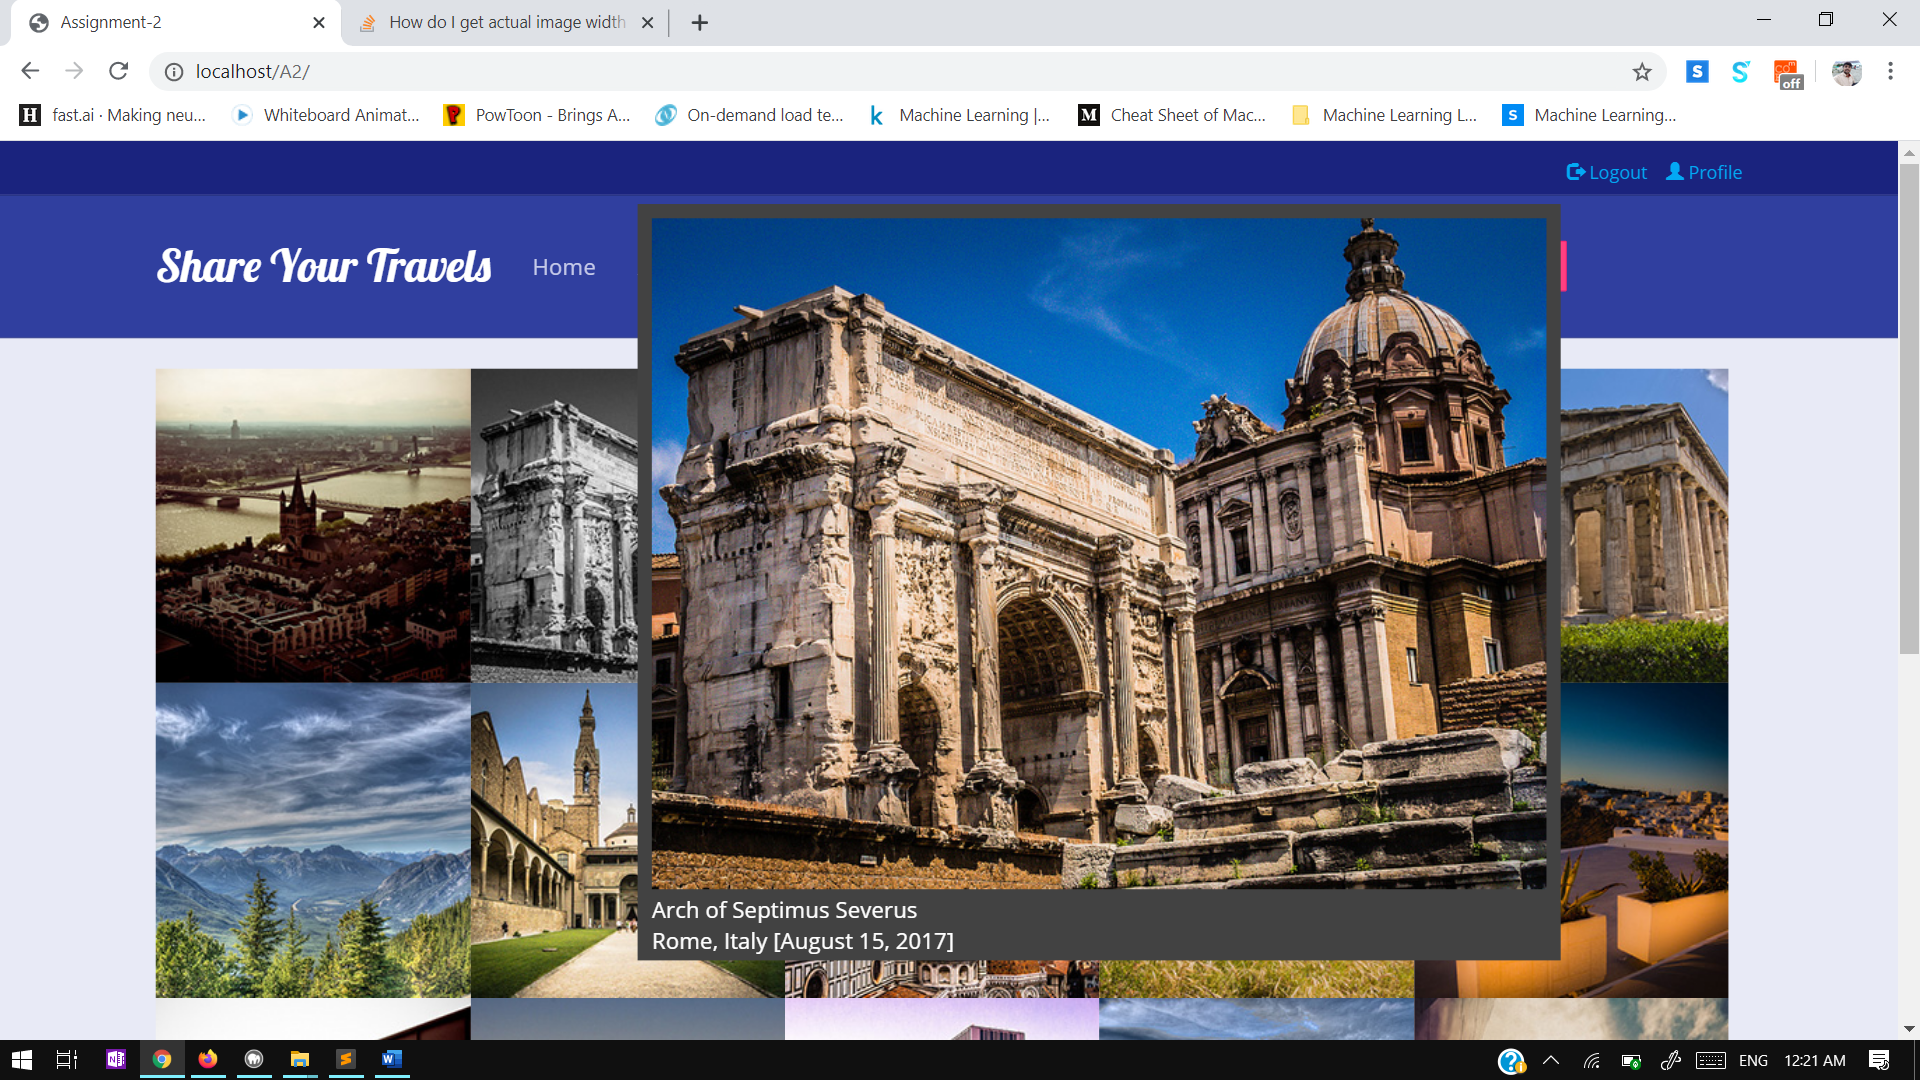 Assignment-2
How do I get actual image width
localhost/A2/
off
fast.ai · Making neu...
Whiteboard Animat...
PowToon - Brings A...
On-demand load te...
Machine Learning |...
Cheat Sheet of Mac...
Machine Learning L...
Machine Learning...
Logout
Profile
Share Your Travels
Home
Arch of Septimus Severus
Rome, Italy [August 15, 2017]
ENG
12:21 AM